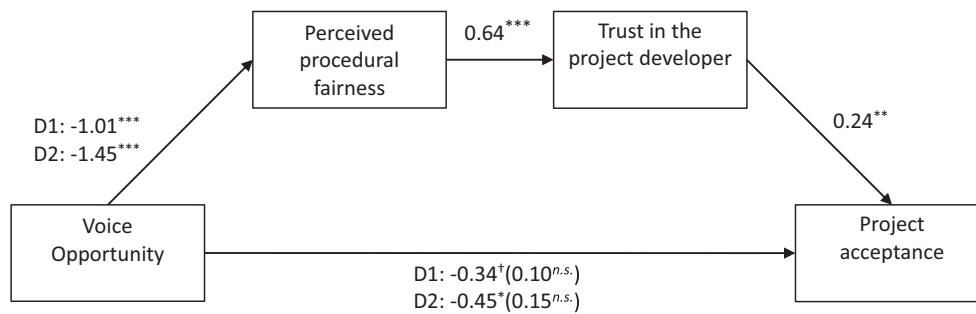 Perceived
procedural
fairness
0.64***
Trust in the
project developer
D1: -1.01***
D2: -1.45***
0.24**
Voice
Opportunity
Project
acceptance
D1: -0.34†(0.10n.s.)
D2: -0.45*(0.15n.s.)